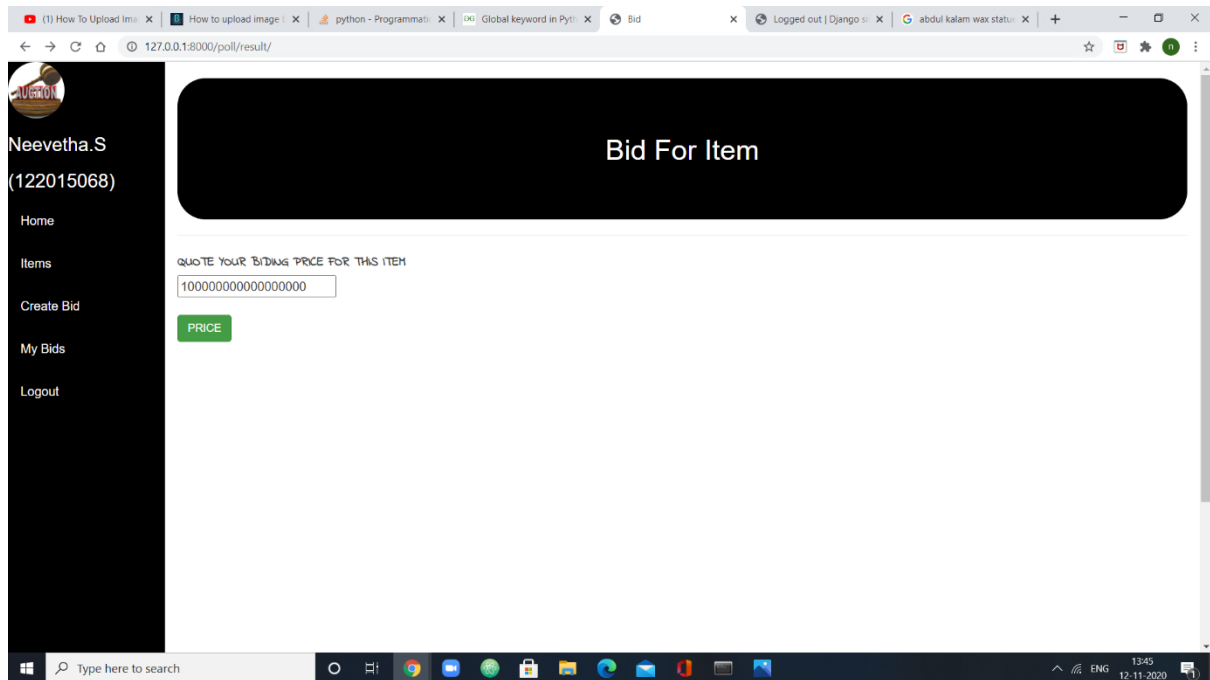 (1) How To Upload Ima
How to upload image
python - Programmatic
GG Global keyword in Pyth
Bid
Logged out | Django si
G abdul kalam wax statue
127.0.0.1:8000/poll/result/
n
AUCTION
Neevetha.S
(122015068)
Home
Items
Create Bid
My Bids
Logout
Bid For Item
QUOTE YOUR BIDING PRICE FOR THIS ITEM
100000000000000000
PRICE
Type here to search
ENG
13:45
12-11-2020